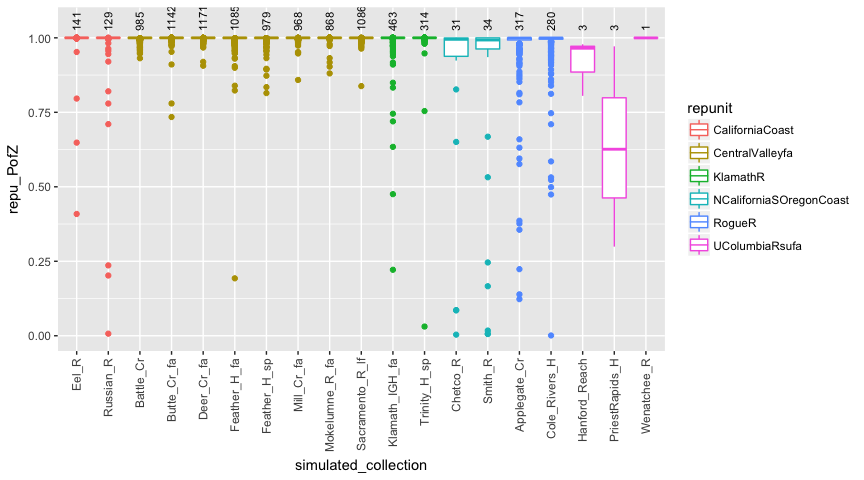 141 129 985 1142 1171 1085 979 968 868 1086 463 314 31 34 317 280 3 3 1
1.00
0.75
0.50
0.25
0.00
repu_PofZ
Eel_R Russian_R Battle_Cr Butte_Cr_fa Deer_Cr_fa Feather_H_fa Feather_H_sp Mill_Cr_fa Mokelumne_R_fa Sacramento_R_lf Klamath_IGH_fa Trinity_H_sp Chetco_R Smith_R Applegate_Cr Cole_Rivers_H Hanford_Reach PriestRapids_H Wenatchee_R
simulated_collection
repunit
CaliforniaCoast
CentralValleyfa
KlamathR
NCaliforniaSOregonCoast
RogueR
UColumbiaRsufa